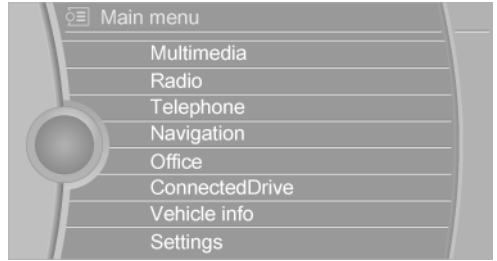 Main menu
Multimedia
Radio
Telephone
Navigation
Office
ConnectedDrive
Vehicle info
Settings